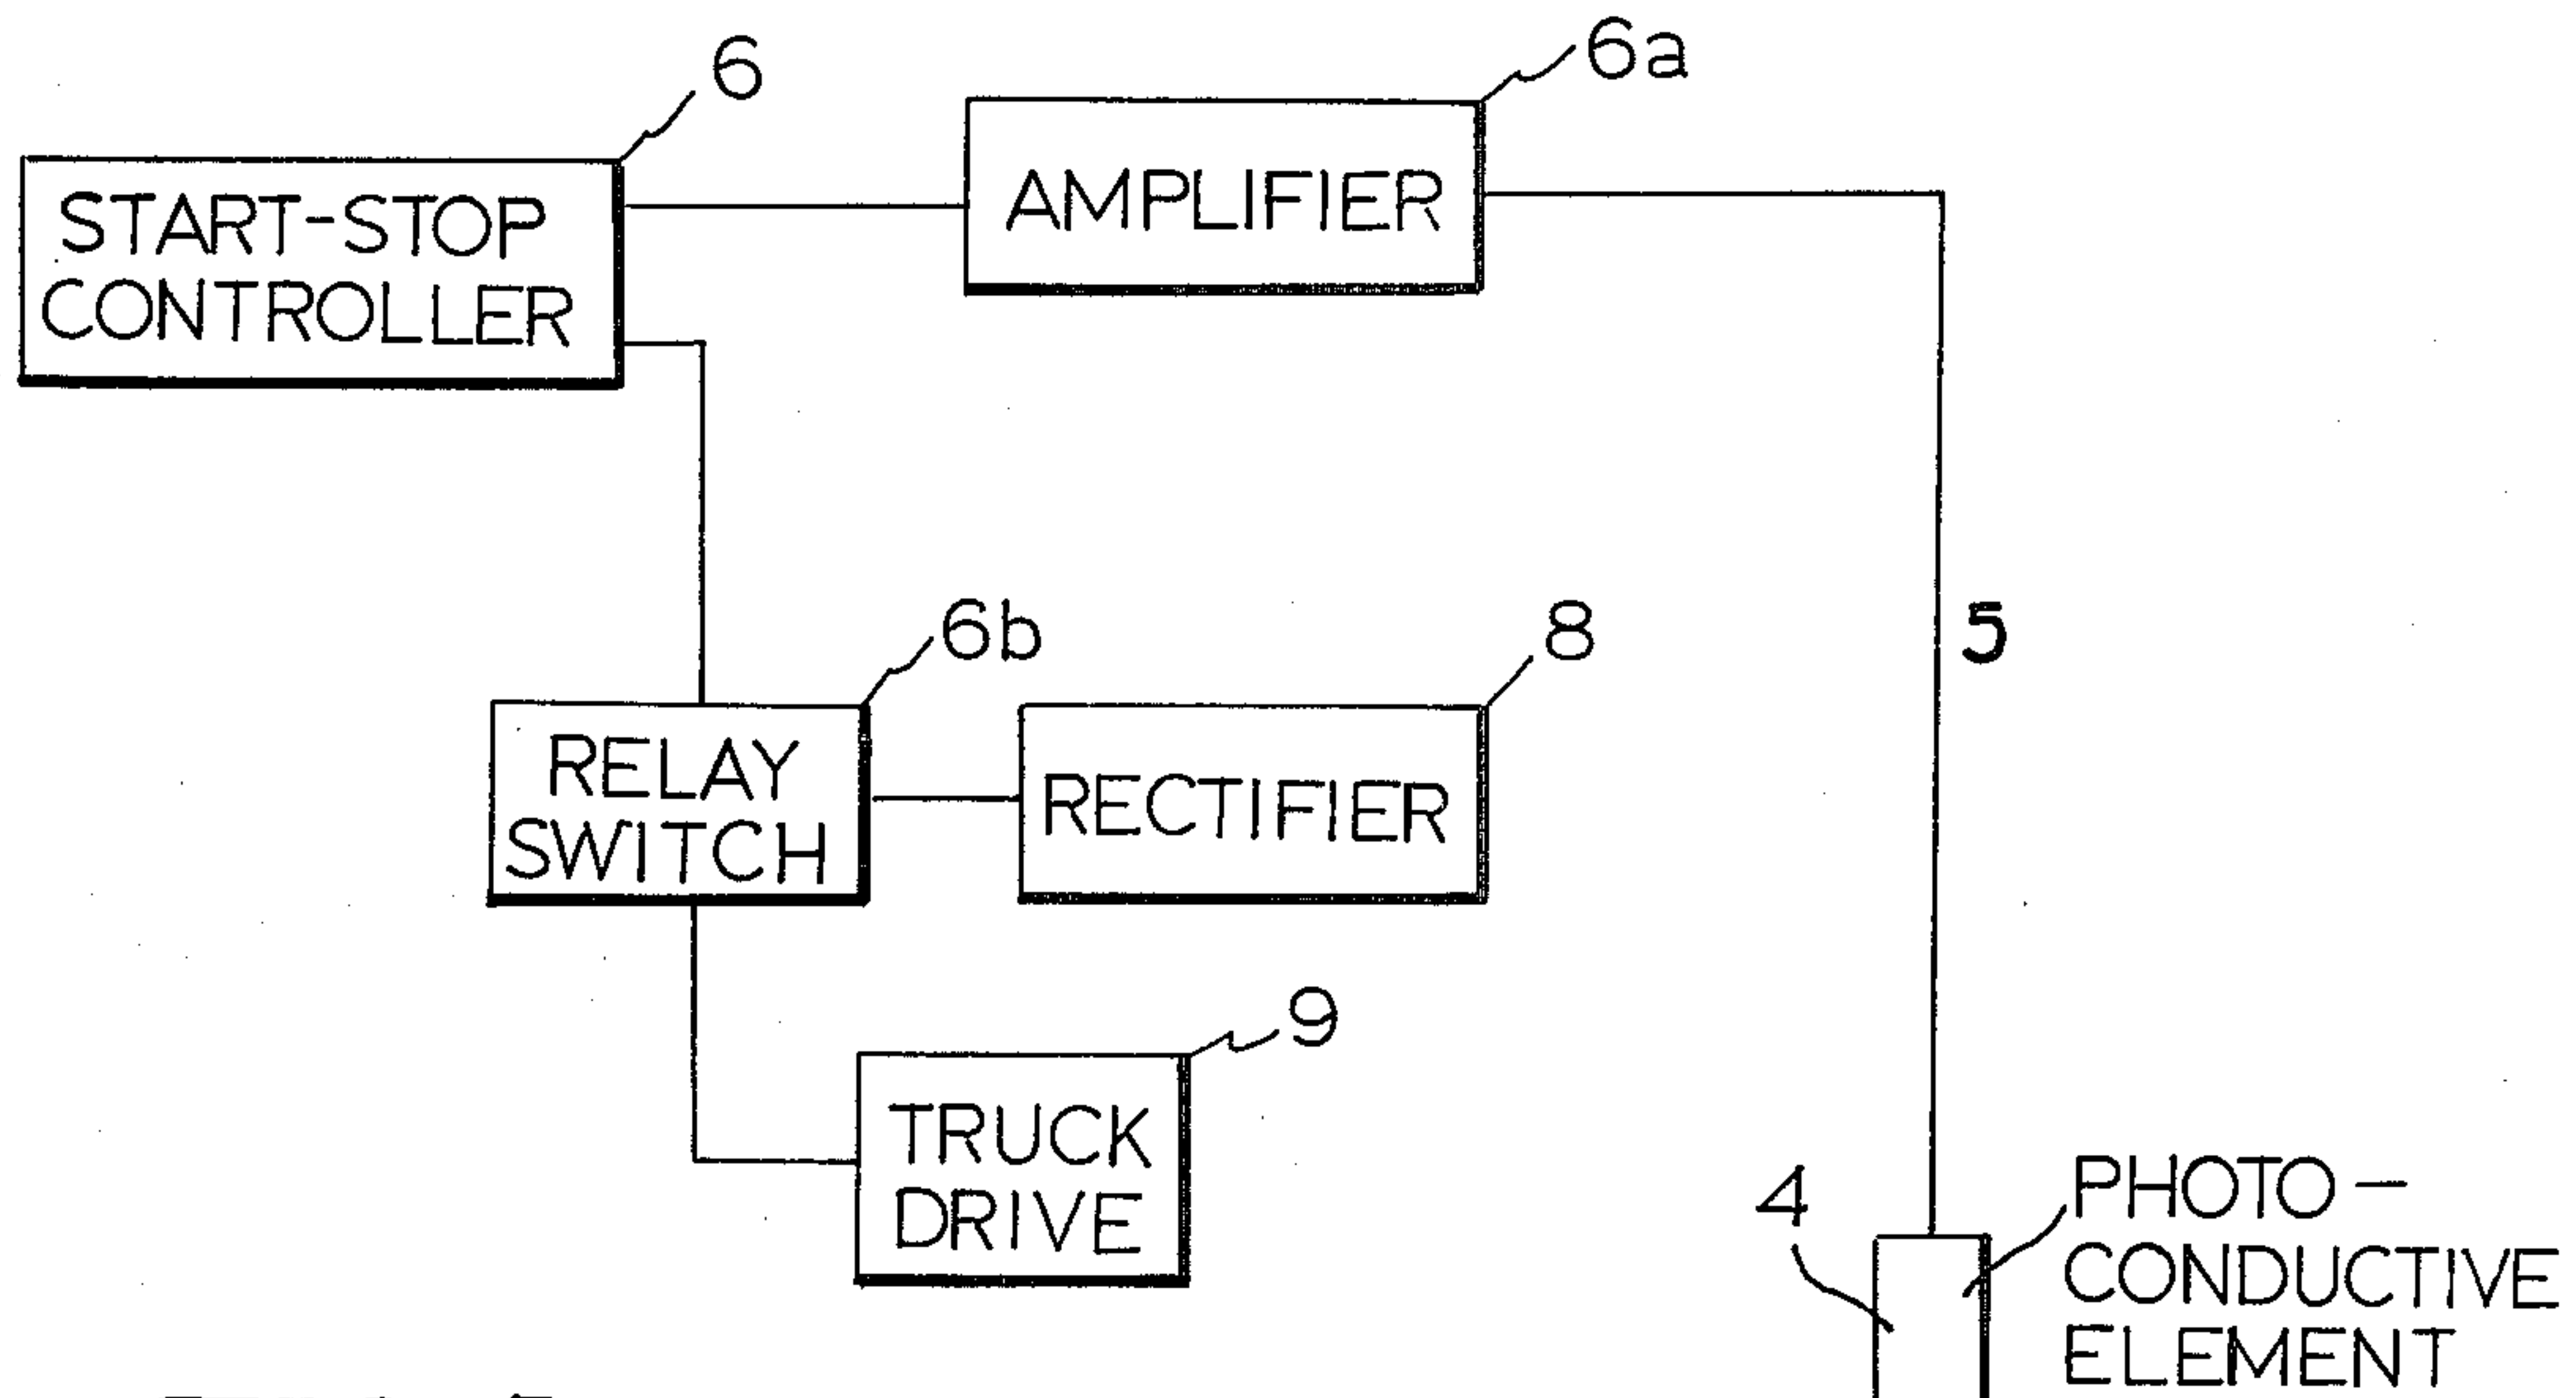 6
6a
START-STOP
CONTROLLER
AMPLIFIER
5
6b
8
RELAY
SWITCH
RECTIFIER
9
TRUCK
DRIVE
4
PHOTO-
CONDUCTIVE
ELEMENT